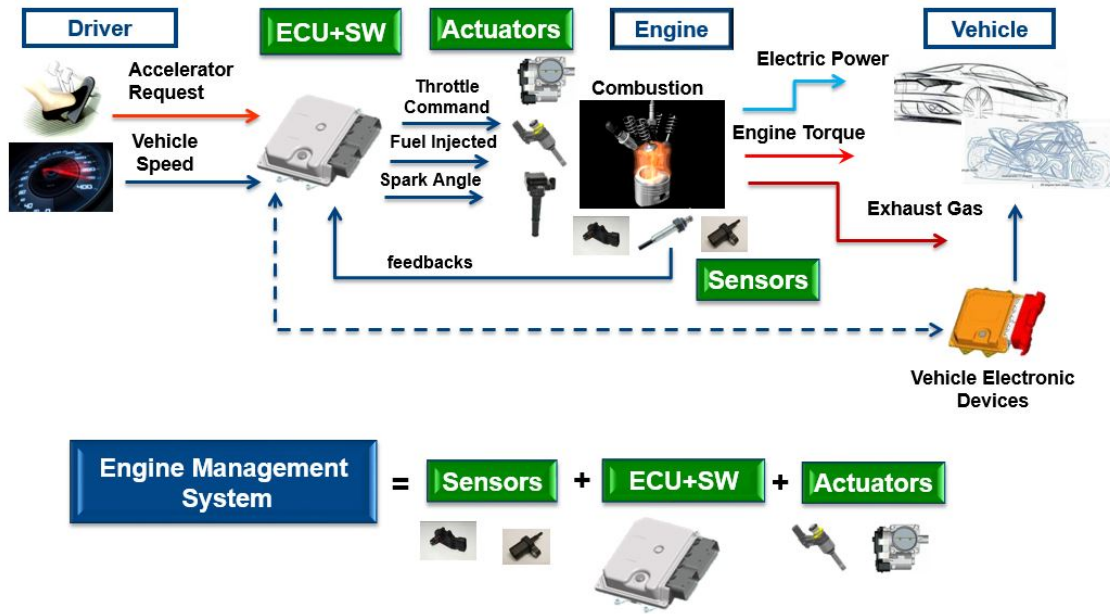 Driver
ECU+SW
Actuators
Engine
Vehicle
Accelerator
Request
Vehicle
Speed
Throttle
Command
Fuel Injected
Spark Angle
Combustion
Electric Power
Engine Torque
Exhaust Gas
feedbacks
Sensors
Vehicle Electronic
Devices
Engine Management
System
=
Sensors
+
ECU+SW
+
Actuators